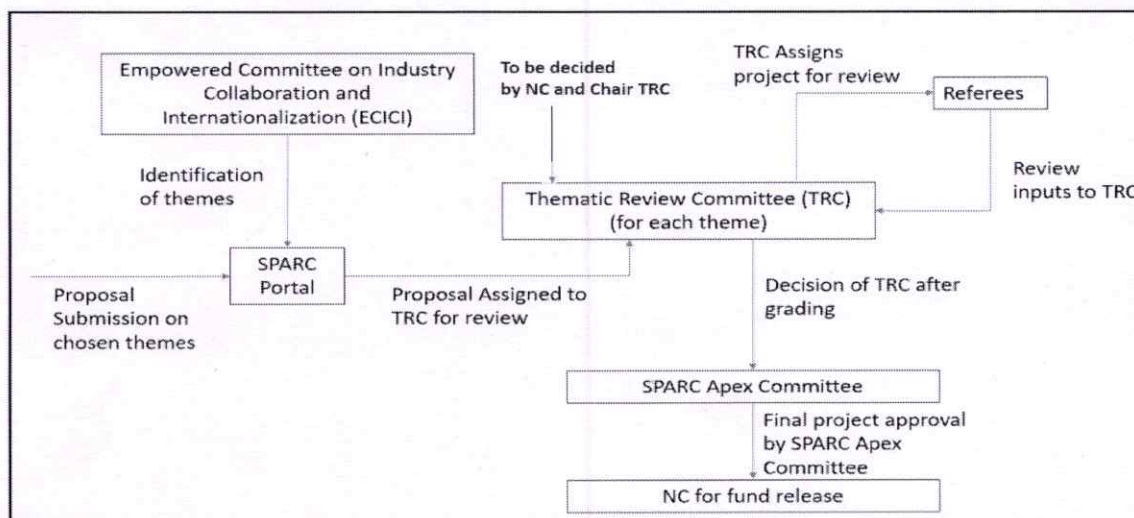 Empowered Committee on Industry
Collaboration and
Internationalization (ECICI)
To be decided
by NC and Chair TRC
TRC Assigns
project for review
Referees
Identification
of themes
Review
inputs to TRC
Thematic Review Committee (TRC)
(for each theme)
SPARC
Portal
Proposal
Submission on
chosen themes
Proposal Assigned to
TRC for review
Decision of TRC after
grading
SPARC Apex Committee
Final project approval
by SPARC Apex
Committee
NC for fund release